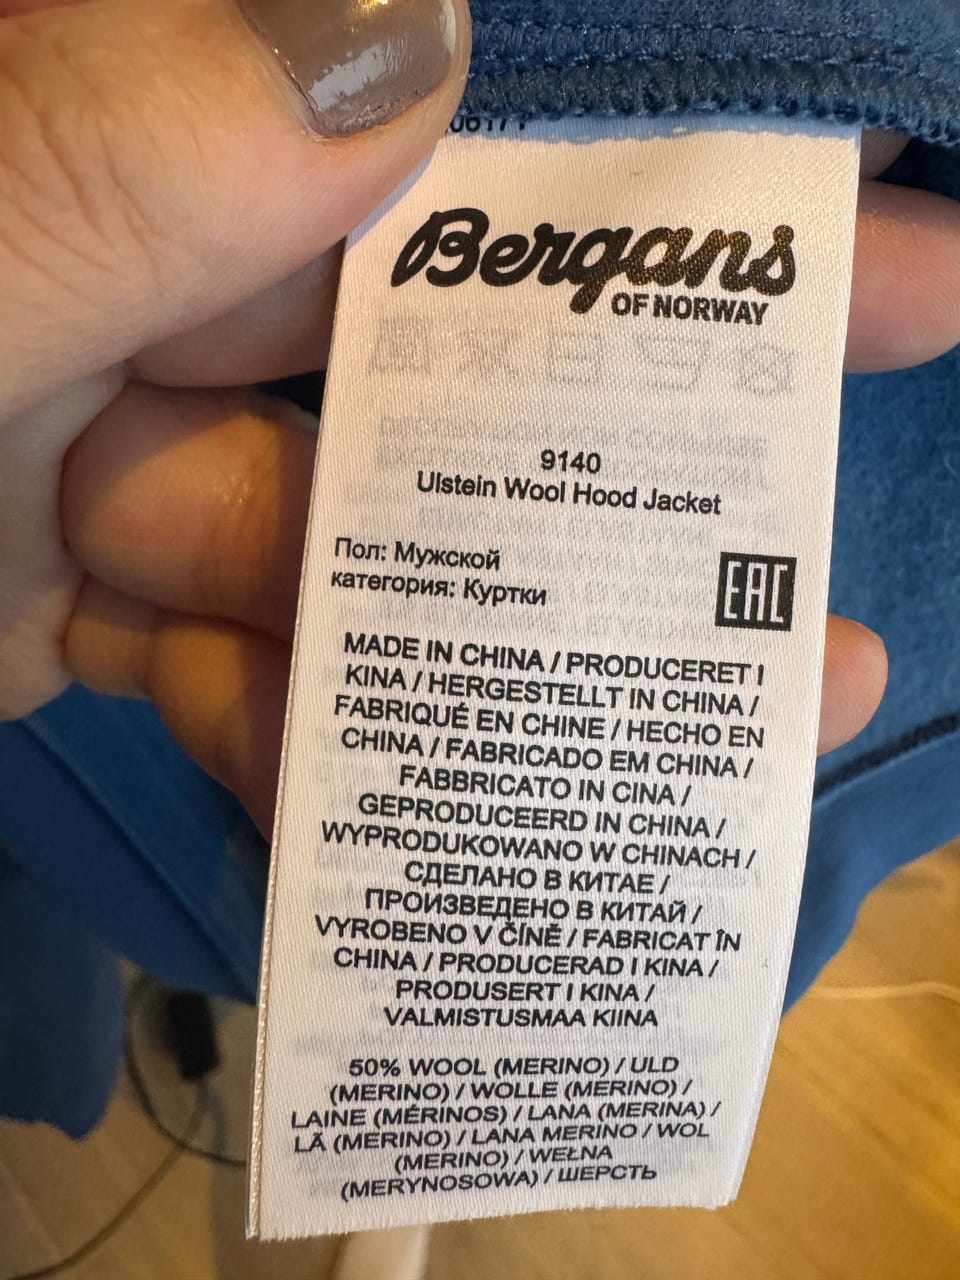 Bergans
OF NORWAY
9140
Ulstein Wool Hood Jacket
Пол: Мужской
категория: Куртки
EAC
MADE IN CHINA / PRODUCERET I
KINA / HERGESTELLT IN CHINA /
FABRIQUÉ EN CHINE / HECHO EN
CHINA / FABRICADO EM CHINA /
FABBRICATO IN CINA /
GEPRODUCEERD IN CHINA /
WYPRODUKOWANO W CHINACH /
СДЕЛАНО В КИТАЕ /
ПРОИЗВЕДЕНО В КИТАЙ /
VYROBENO V ČÍNĚ / FABRICAT ÎN
CHINA / PRODUCERAD I KINA /
PRODUSERT I KINA /
VALMISTUSMAA KIINA
50% WOOL (MERINO) / ULD
(MERINO) / WOLLE (MERINO) /
LAINE (MÉRINOS) / LANA (MERINA) /
LÃ (MERINO) / LANA MERINO / WOL
(MERINO) / WEŁNA
(MERYNOSOWA) / ШЕРСТЬ